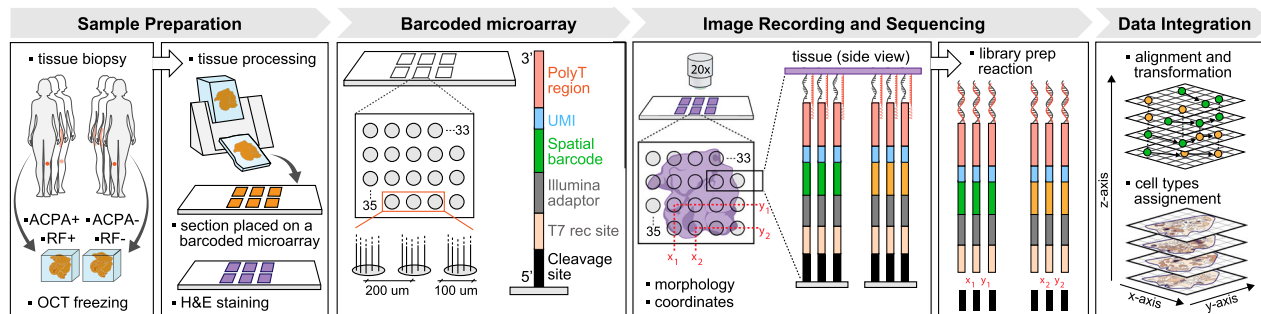 Sample Preparation
Barcoded microarray
Image Recording and Sequencing
Data Integration
▪ tissue biopsy
▪ACPA+ ▪ACPA-
▪RF+ ▪RF-
▪ OCT freezing
▪ tissue processing
▪ section placed on a
barcoded microarray
▪ H&E staining
33
35
200 um
100 um
3'
PolyT
region
UMI
Spatial
barcode
Illumina
adaptor
T7 rec site
Cleavage
site
5'
20x
33
35
y1
y2
x1 x2
▪ morphology
▪ coordinates
tissue (side view)
▪ library prep
reaction
x1 y1
x2 y2
▪ alignment and
transformation
▪ cell types
assignement
z-axis
x-axis
y-axis